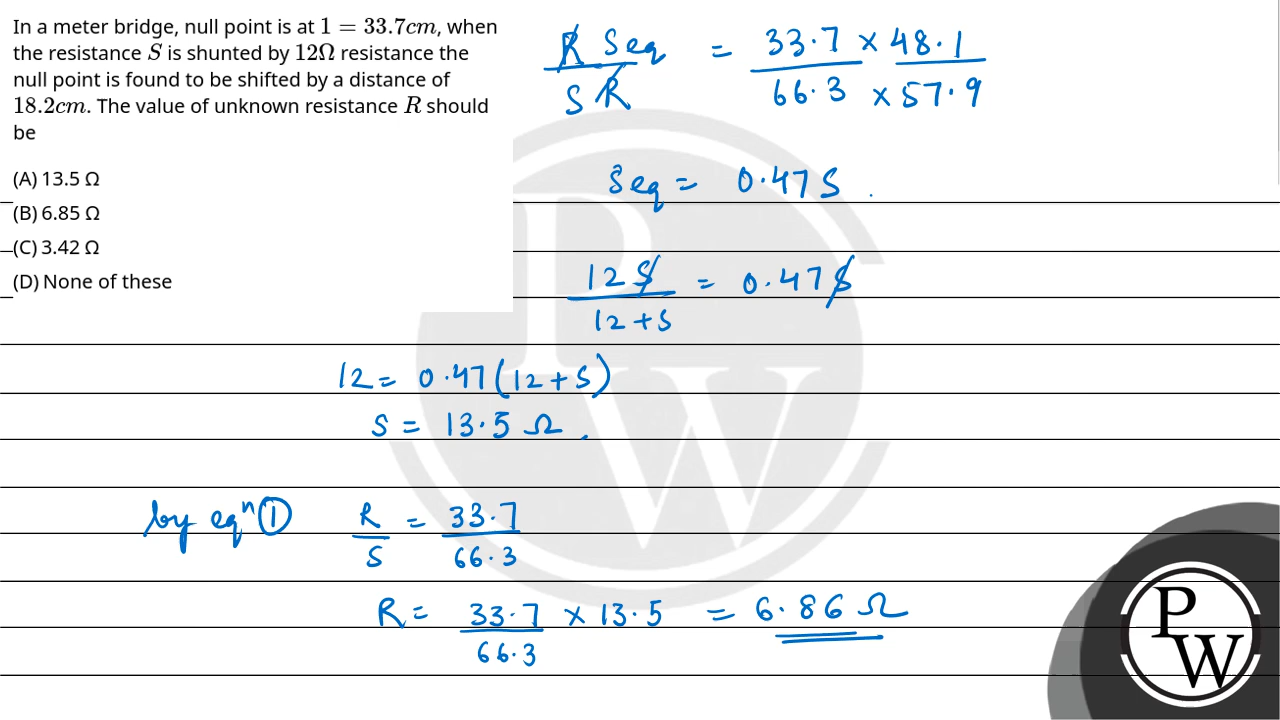 In a meter bridge, null point is at 1 = 33.7cm, when
the resistance S is shunted by 12Ω resistance the
null point is found to be shifted by a distance of
18.2cm. The value of unknown resistance R should
be
(A) 13.5 Ω
(B) 6.85 Ω
(C) 3.42 Ω
(D) None of these
R Seq / S R = 33.7 × 48.1 / 66.3 × 57.9
Seq = 0.47 S .
12 S / 12 + S = 0.47 S
12 = 0.47 (12 + S)
S = 13.5 Ω .
by eqⁿ ① R / S = 33.7 / 66.3
R = 33.7 / 66.3 × 13.5 = 6.86 Ω
PW
PW